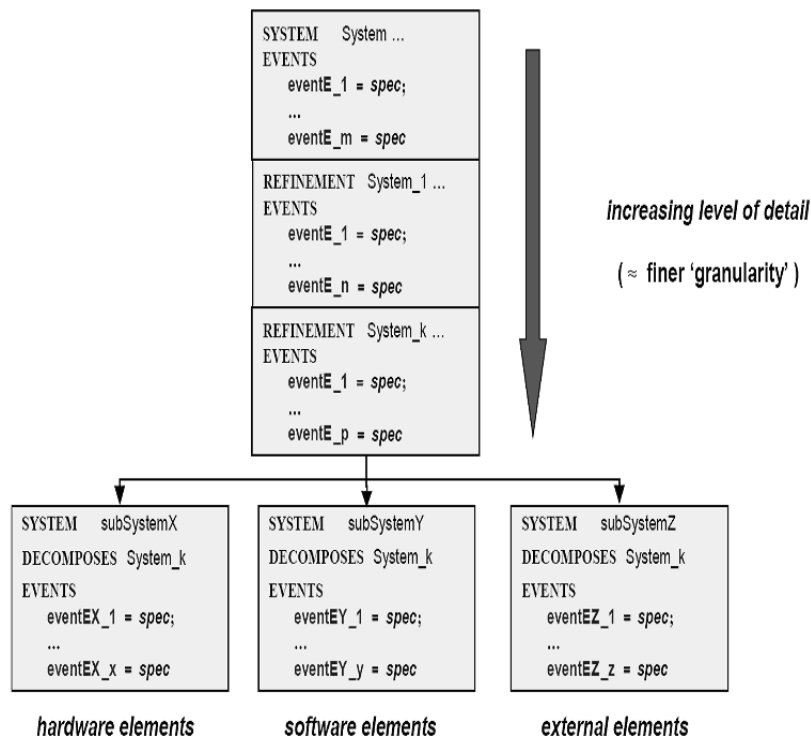 SYSTEM System ...
EVENTS
eventE_1 = spec;
...
eventE_m = spec
REFINEMENT System_1 ...
EVENTS
eventE_1 = spec;
...
eventE_n = spec
REFINEMENT System_k ...
EVENTS
eventE_1 = spec;
...
eventE_p = spec
increasing level of detail
( ≈ finer ‘granularity’ )
SYSTEM subSystemX
DECOMPOSES System_k
EVENTS
eventEX_1 = spec;
...
eventEX_x = spec
hardware elements
SYSTEM subSystemY
DECOMPOSES System_k
EVENTS
eventEY_1 = spec;
...
eventEY_y = spec
software elements
SYSTEM subSystemZ
DECOMPOSES System_k
EVENTS
eventEZ_1 = spec;
...
eventEZ_z = spec
external elements